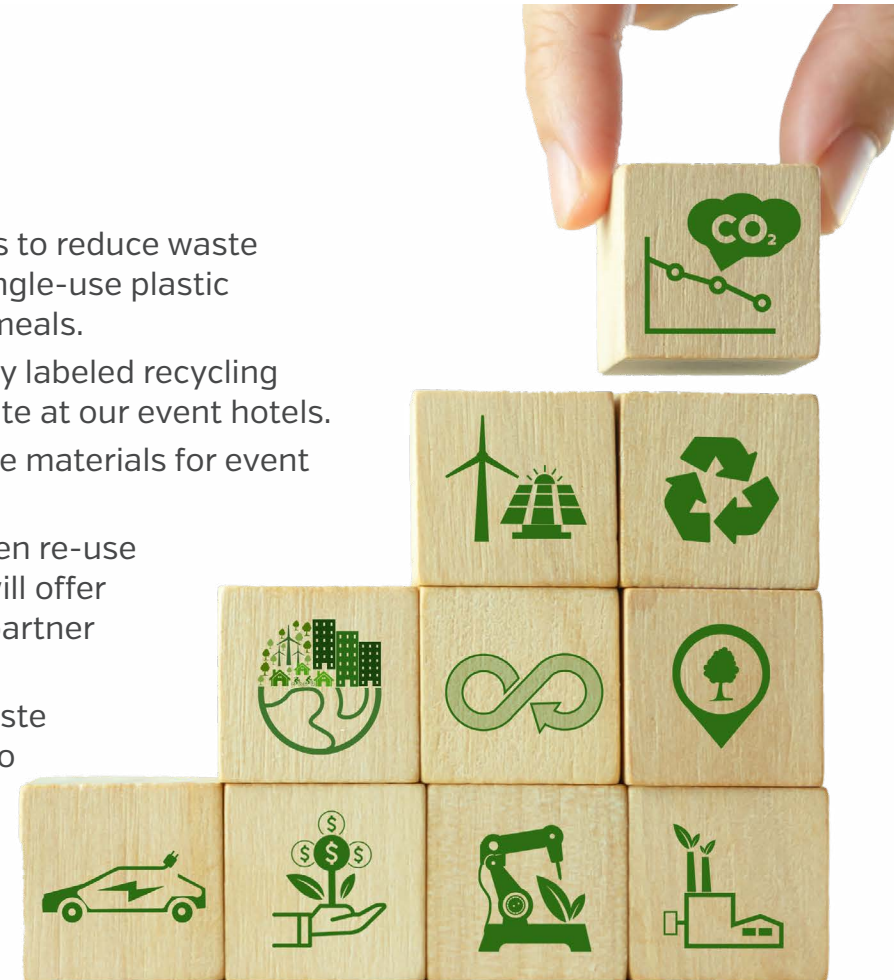 s to reduce waste
ngle-use plastic
meals.
y labeled recycling
te at our event hotels.
e materials for event
en re-use
ill offer
artner
ste
o
CO₂
$
$ $ $